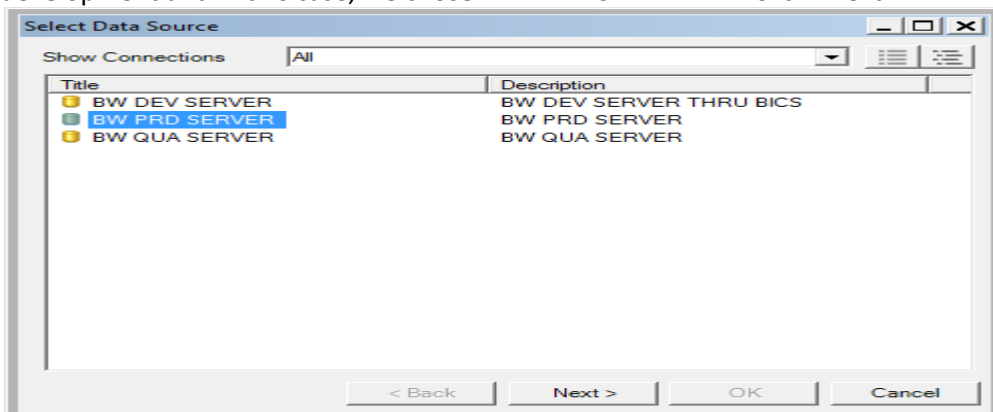 Select Data Source
Show Connections All
Title Description
BW DEV SERVER BW DEV SERVER THRU BICS
BW PRD SERVER BW PRD SERVER
BW QUA SERVER BW QUA SERVER
< Back Next > OK Cancel